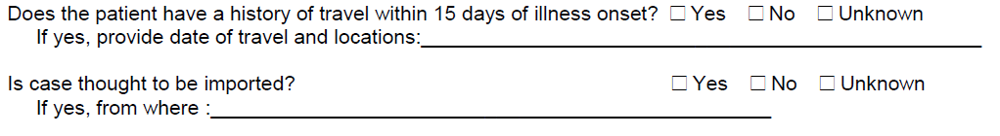 Does the patient have a history of travel within 15 days of illness onset? ☐ Yes ☐ No ☐ Unknown
If yes, provide date of travel and locations:
Is case thought to be imported? ☐ Yes ☐ No ☐ Unknown
If yes, from where :